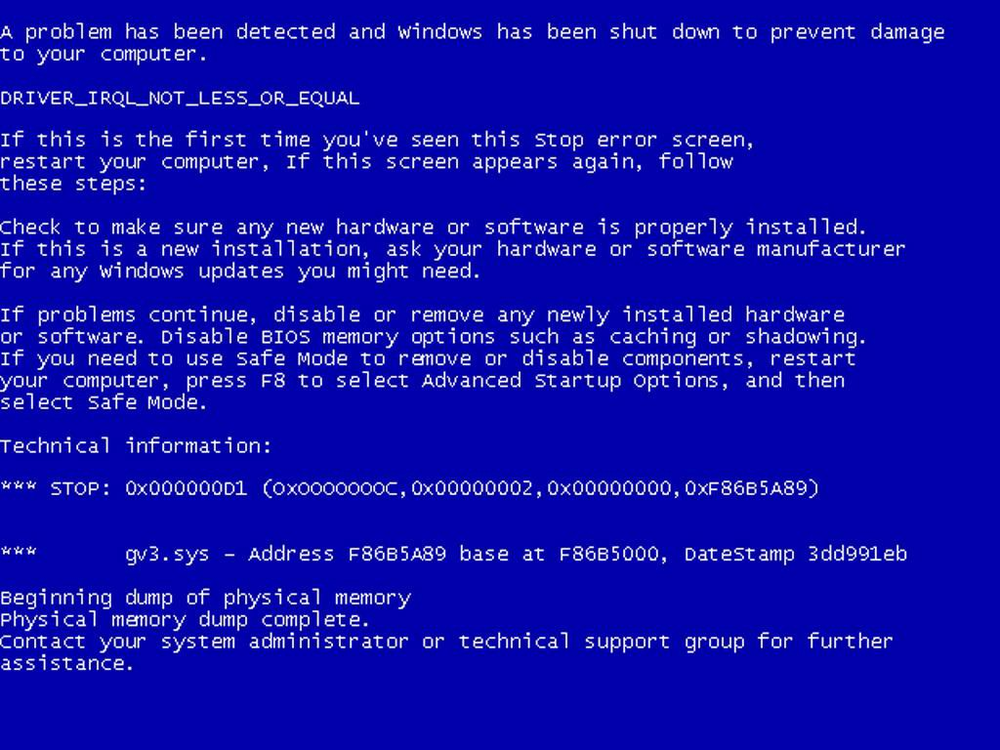 A problem has been detected and Windows has been shut down to prevent damage
to your computer.
DRIVER_IRQL_NOT_LESS_OR_EQUAL
If this is the first time you've seen this Stop error screen,
restart your computer, If this screen appears again, follow
these steps:
Check to make sure any new hardware or software is properly installed.
If this is a new installation, ask your hardware or software manufacturer
for any Windows updates you might need.
If problems continue, disable or remove any newly installed hardware
or software. Disable BIOS memory options such as caching or shadowing.
If you need to use Safe Mode to remove or disable components, restart
your computer, press F8 to select Advanced Startup Options, and then
select Safe Mode.
Technical information:
*** STOP: 0x000000D1 (OxOOOOOOOC,0x00000002,0x00000000,0xF86B5A89)
***       gv3.sys – Address F86B5A89 base at F86B5000, DateStamp 3dd991eb
Beginning dump of physical memory
Physical memory dump complete.
Contact your system administrator or technical support group for further
assistance.